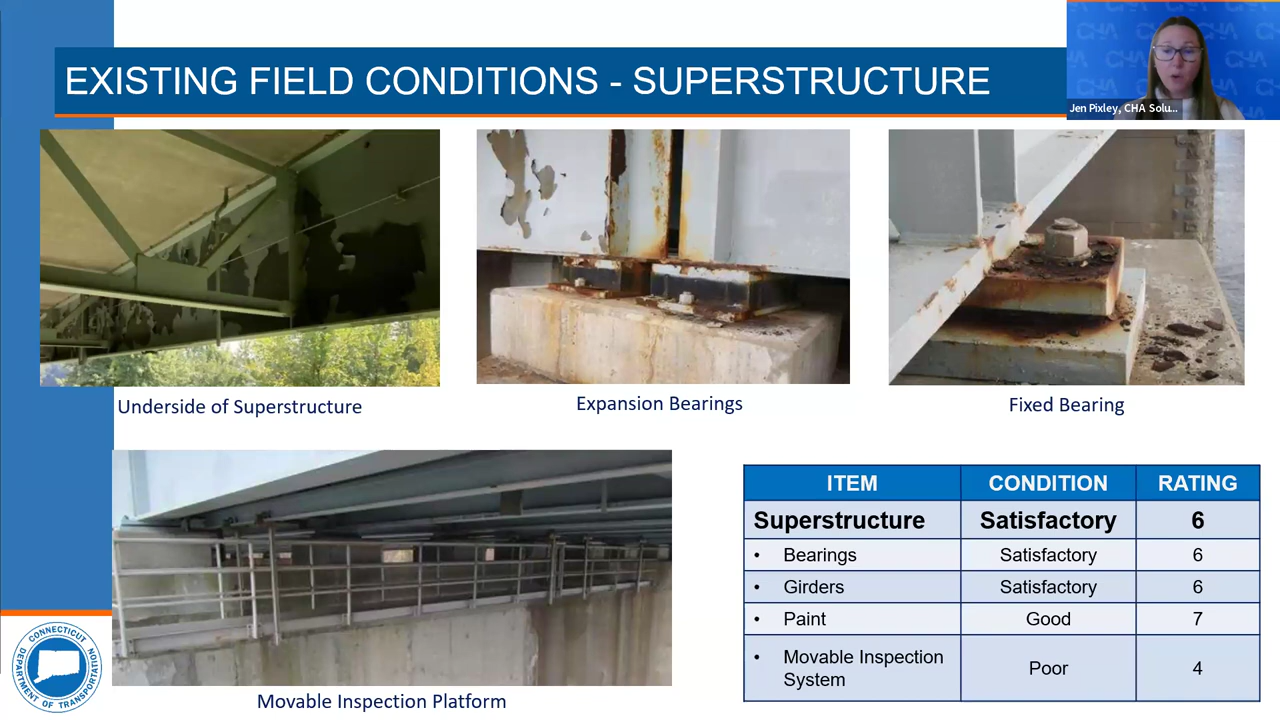 EXISTING FIELD CONDITIONS - SUPERSTRUCTURE
CHA
Jen Pixley, CHA Solu...
Underside of Superstructure
Expansion Bearings
Fixed Bearing
Movable Inspection Platform
ITEM CONDITION RATING
Superstructure Satisfactory 6
• Bearings Satisfactory 6
• Girders Satisfactory 6
• Paint Good 7
• Movable Inspection
System Poor 4
CONNECTICUT
DEPARTMENT OF TRANSPORTATION